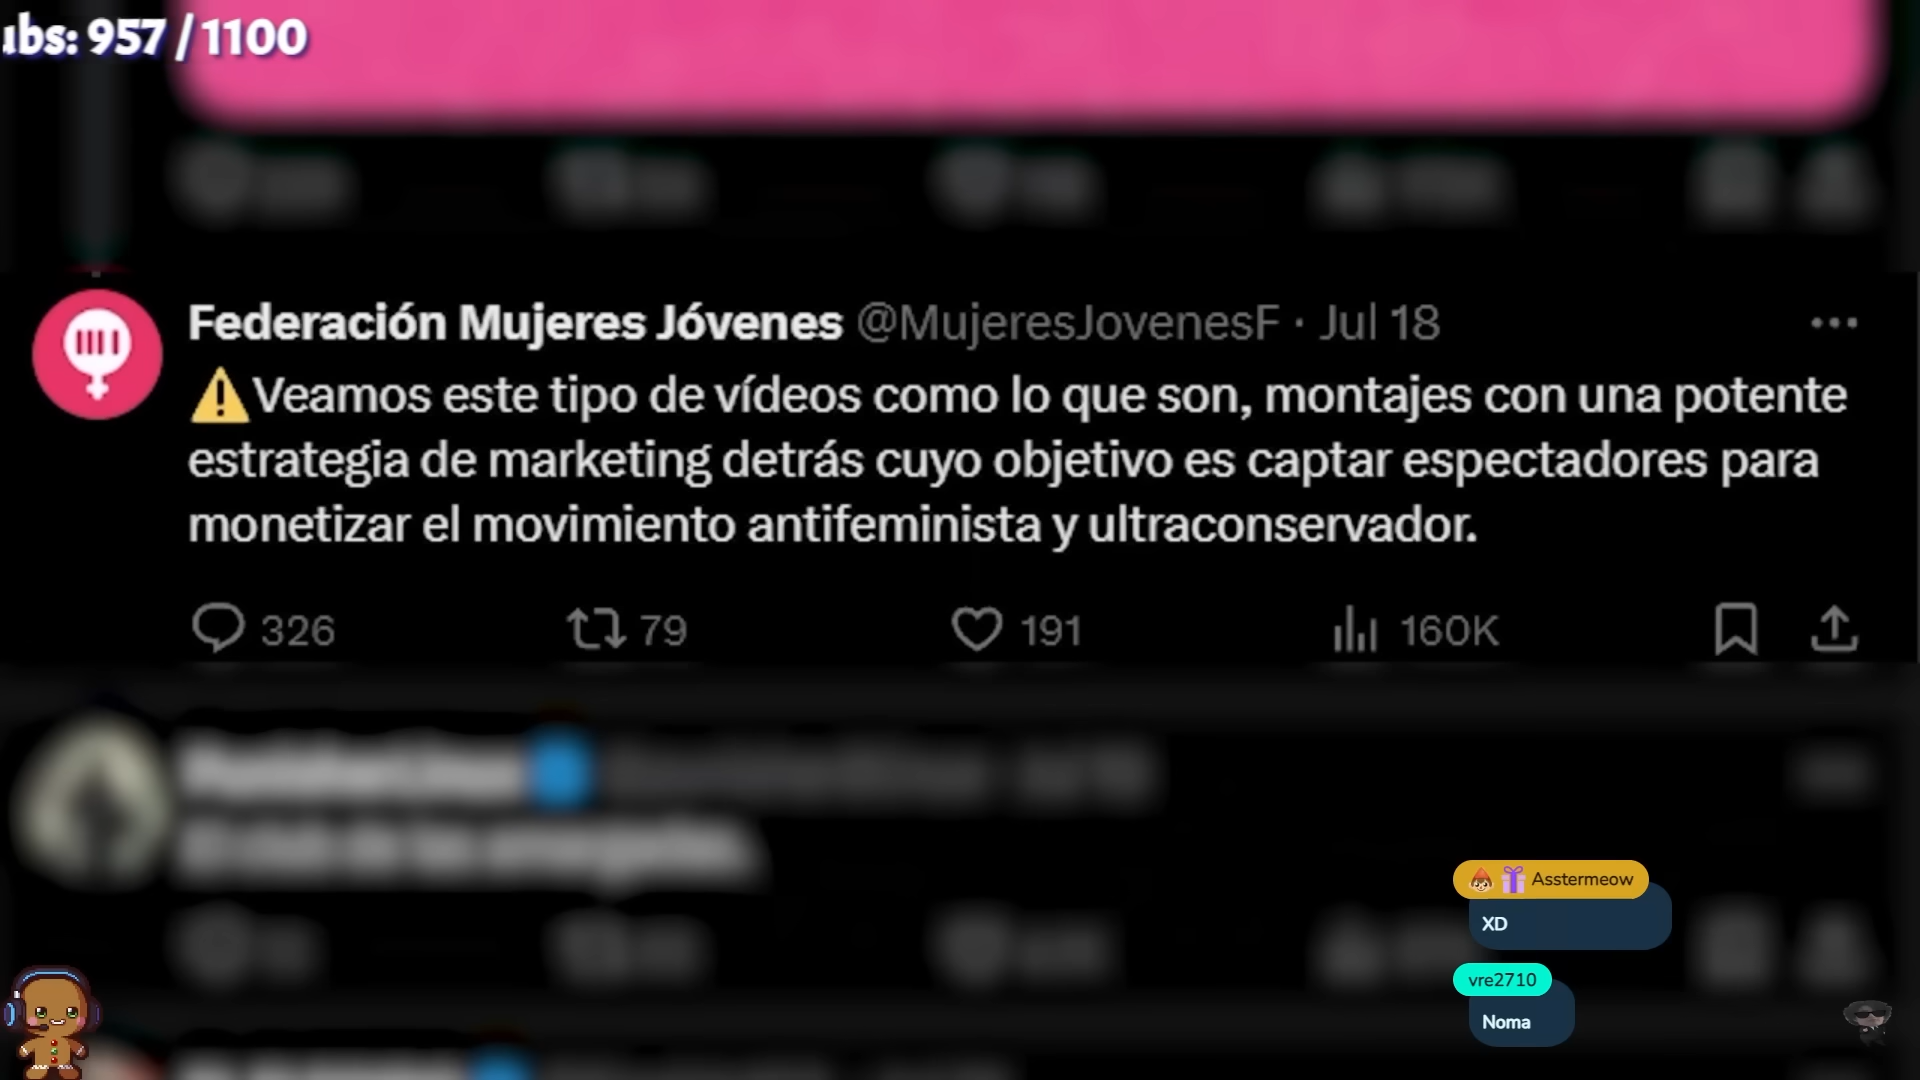 ubs: 957 / 1100
Federación Mujeres Jóvenes @MujeresJovenesF · Jul 18
⚠️Veamos este tipo de vídeos como lo que son, montajes con una potente
estrategia de marketing detrás cuyo objetivo es captar espectadores para
monetizar el movimiento antifeminista y ultraconservador.
326 79 191 160K
Asstermeow
XD
vre2710
Noma